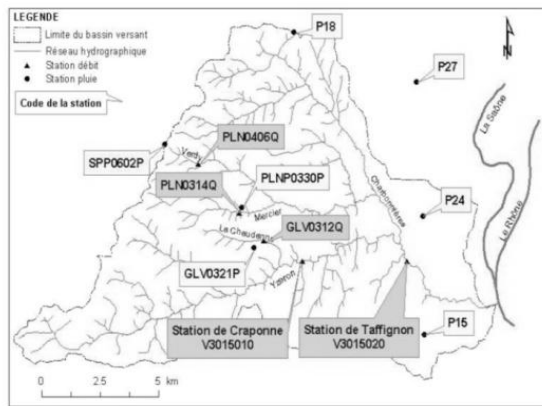 LEGENDE
Limite du bassin versant
Réseau hydrographique
Station débit
Station pluie
Code de la station
P18
P27
N
La Saône
Le Rhône
PLN0406Q
SPP0602P
PLN0314Q
PLNP0330P
Mercier
Charbonnières
P24
La Chaudanne
GLV0312Q
GLV0321P
Yzeron
Station de Craponne
V3015010
Station de Taffignon
V3015020
P15
0 2.5 5 km